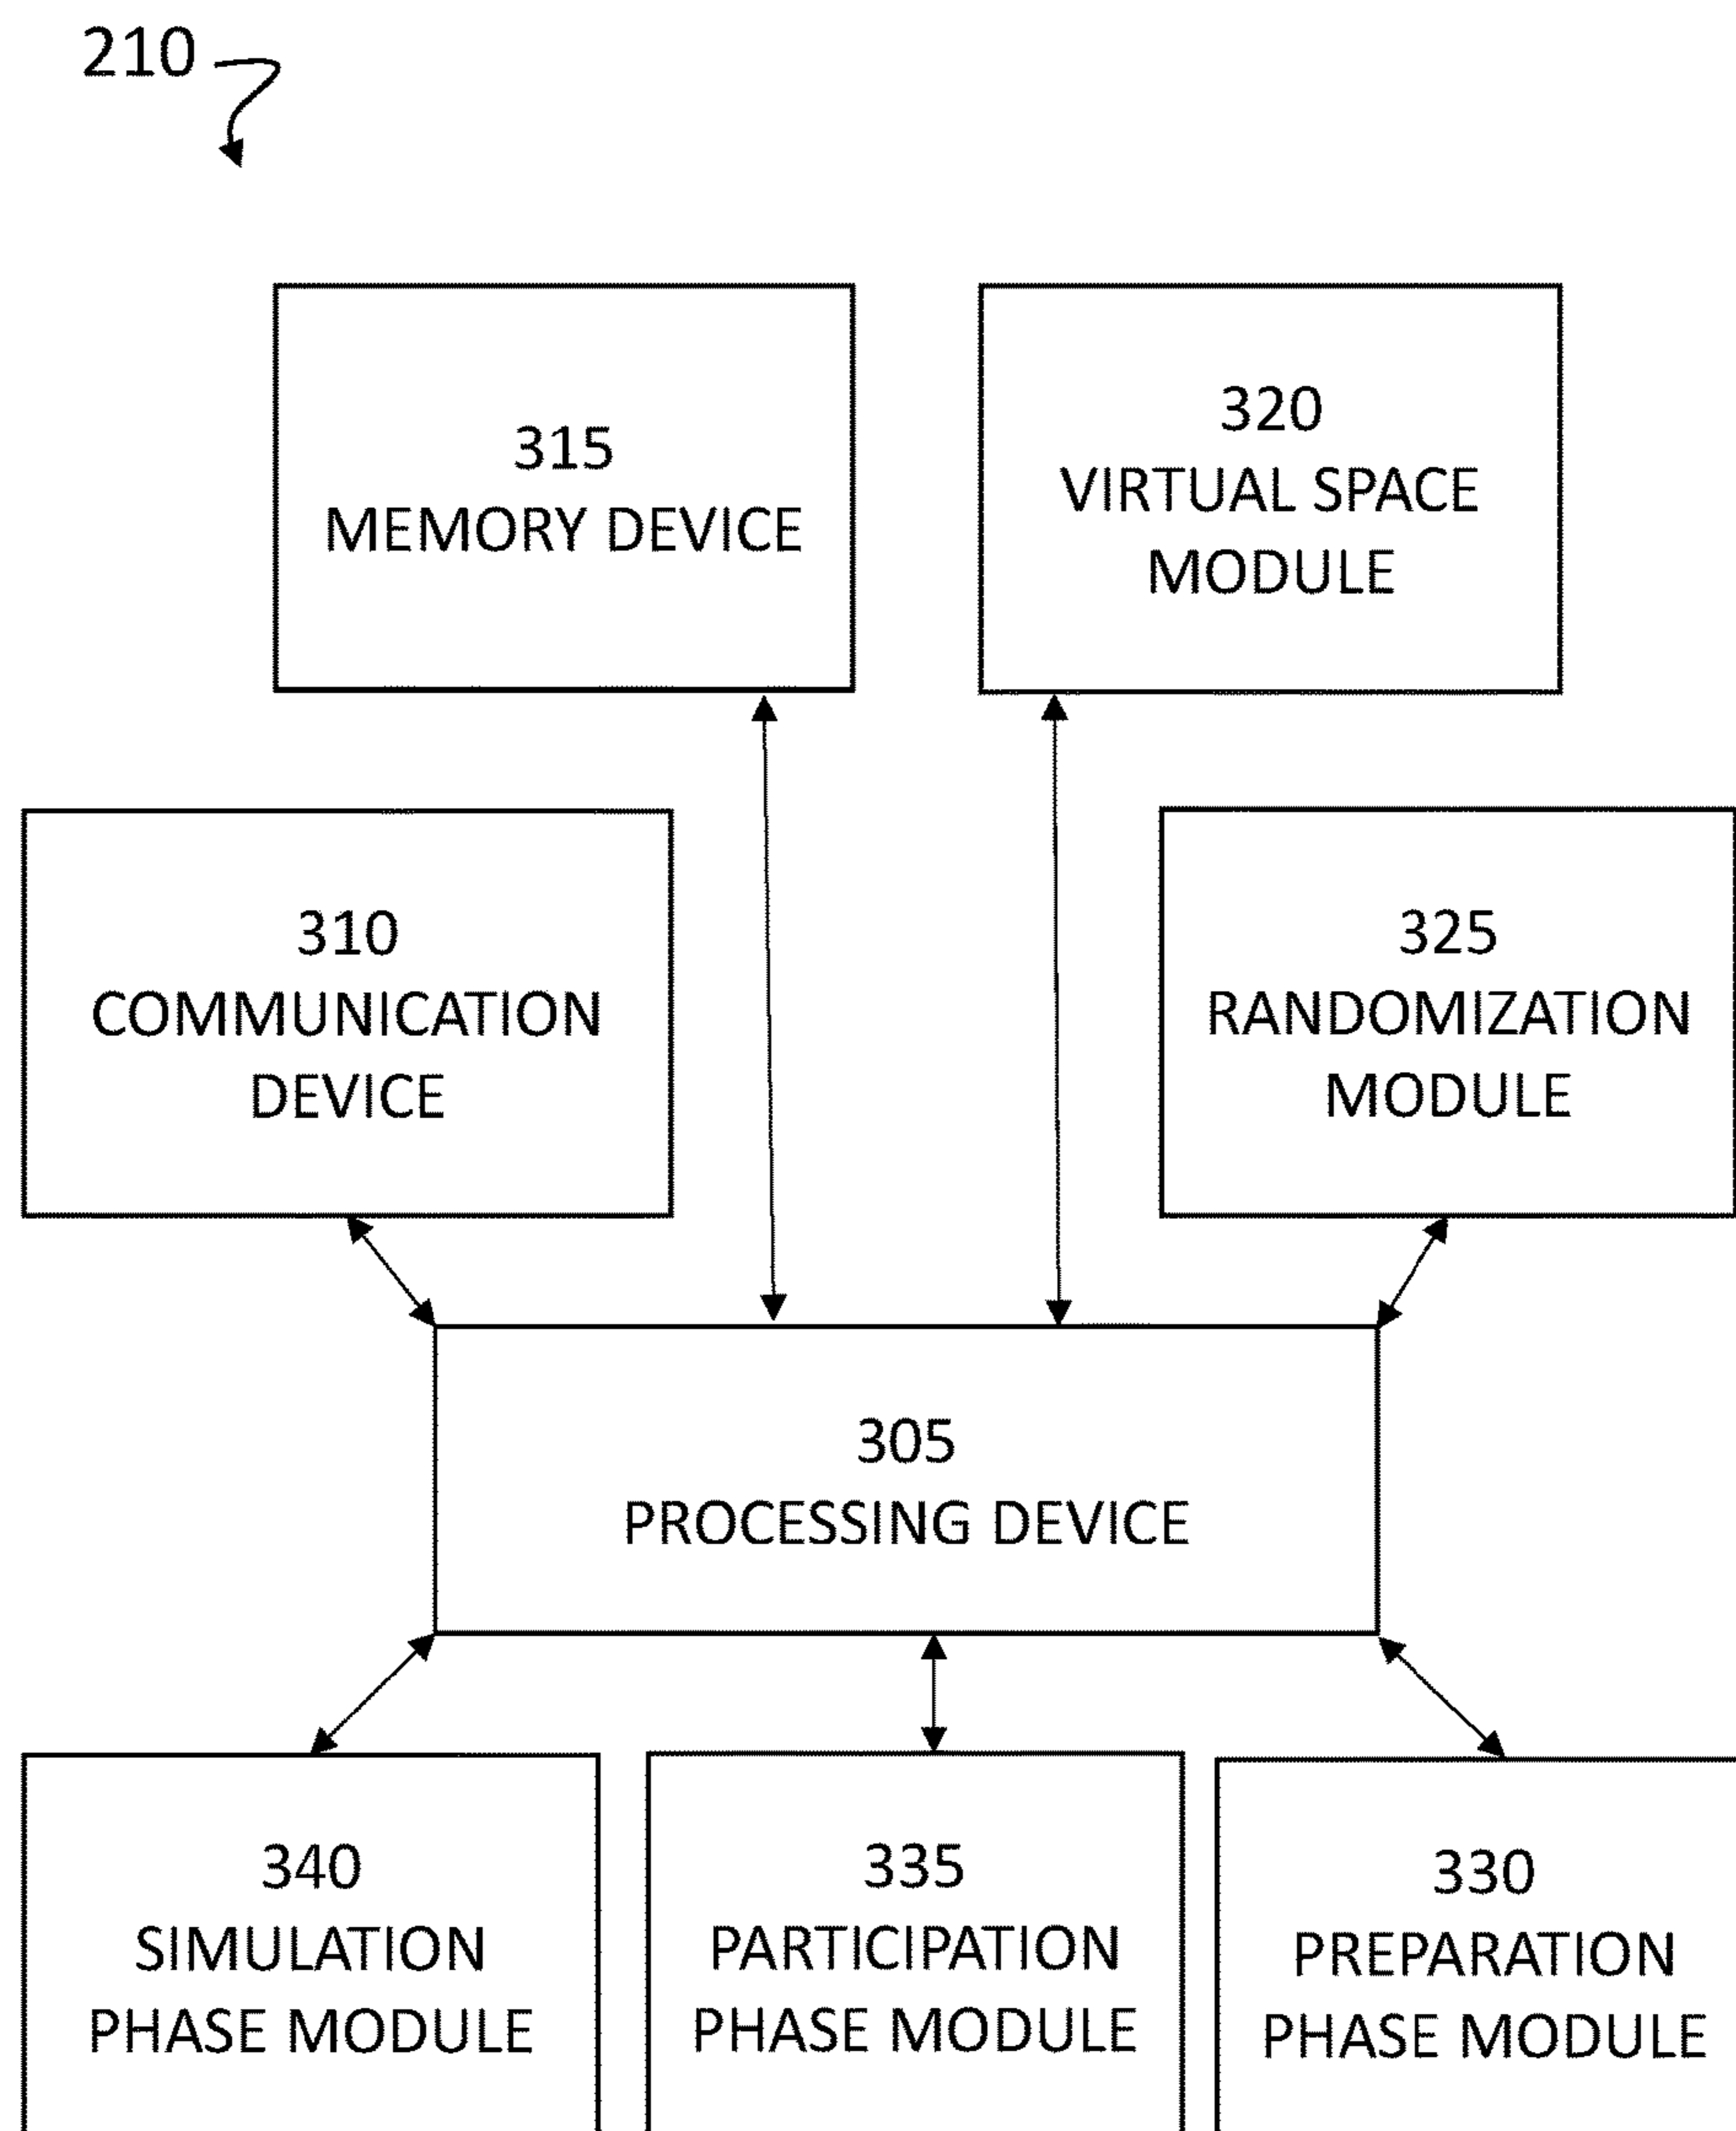 210
315
MEMORY DEVICE
320
VIRTUAL SPACE
MODULE
310
COMMUNICATION
DEVICE
325
RANDOMIZATION
MODULE
305
PROCESSING DEVICE
340
SIMULATION
PHASE MODULE
335
PARTICIPATION
PHASE MODULE
330
PREPARATION
PHASE MODULE